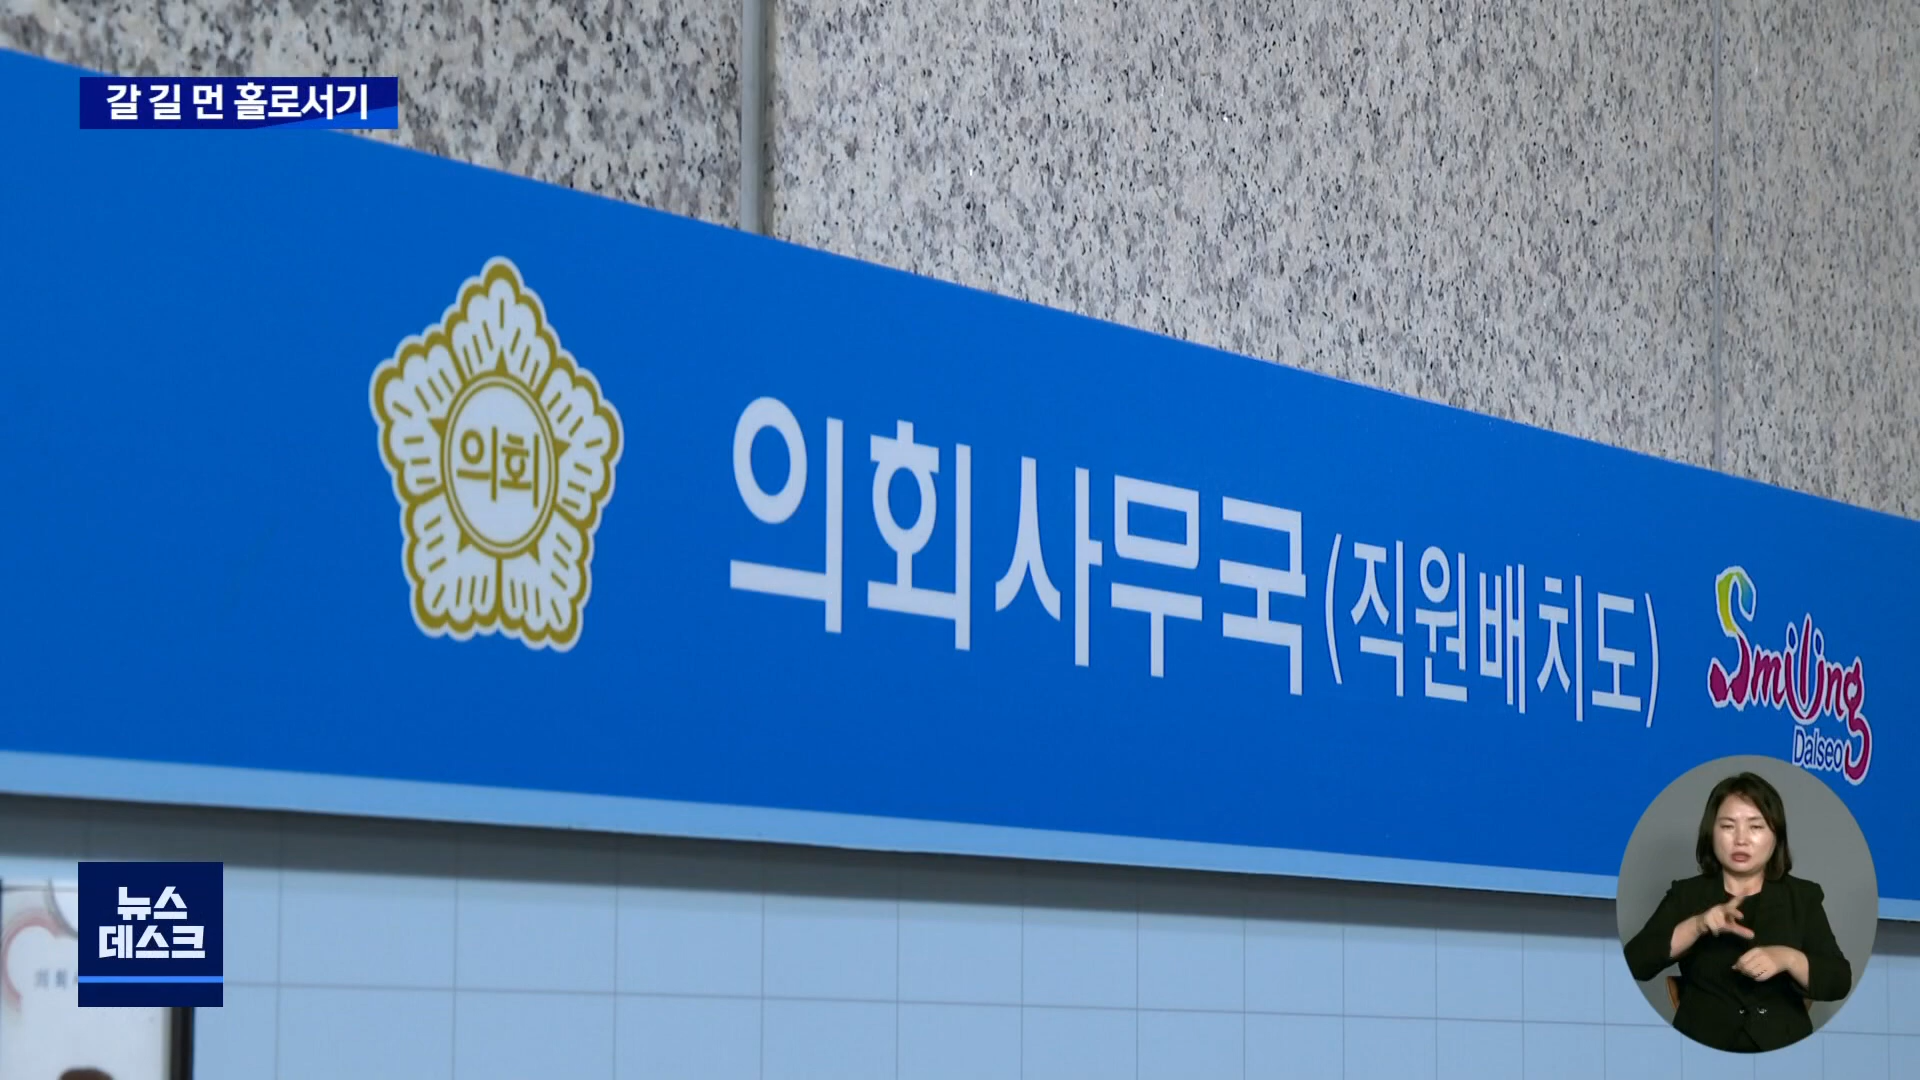 갈 길 먼 홀로서기
의회
의회사무국(직원배치도)
Smiling
Dalseo
뉴스
데스크